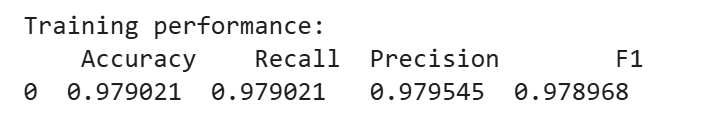 Training performance:
Accuracy Recall Precision F1
0 0.979021 0.979021 0.979545 0.978968